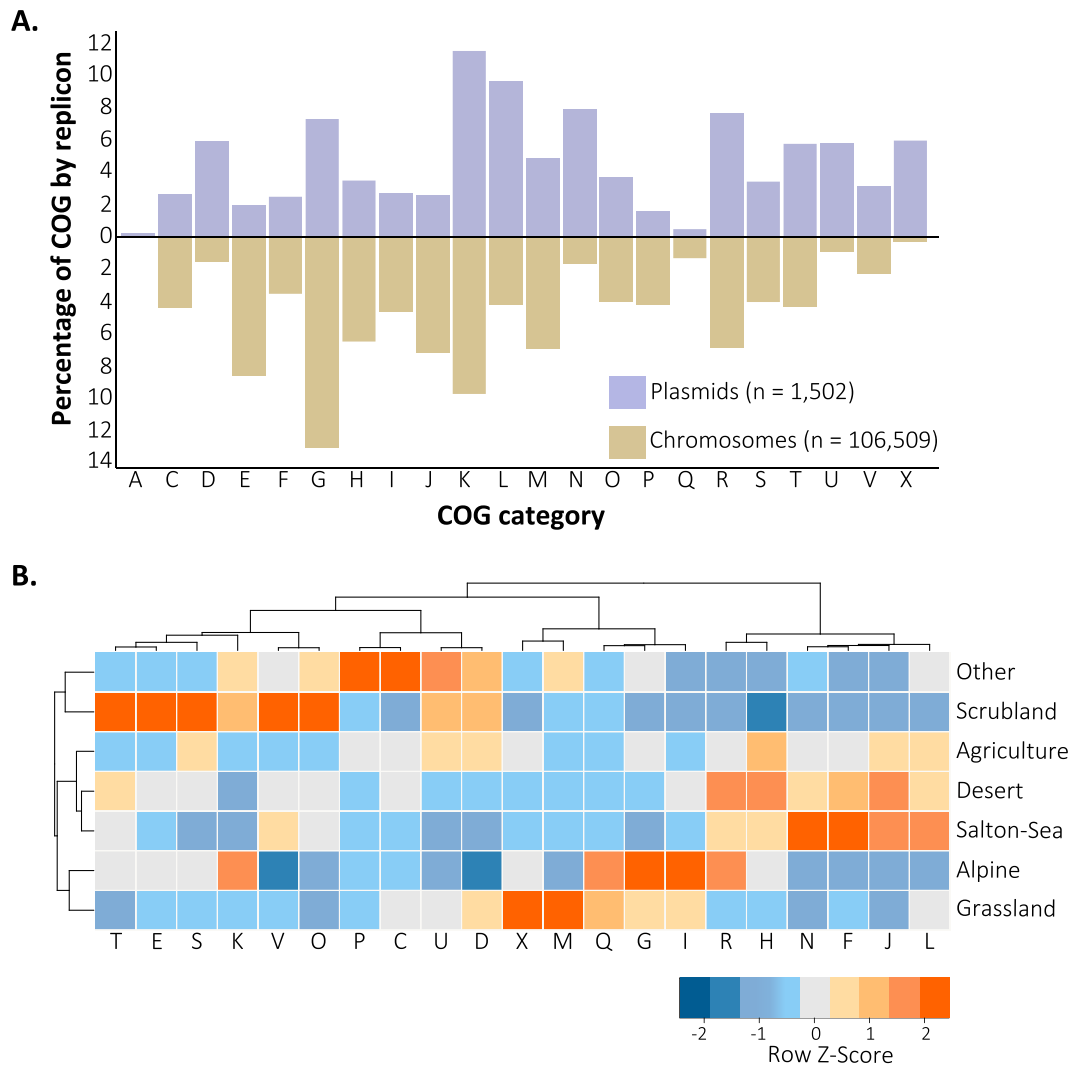 A.
Percentage of COG by replicon
12
10
8
6
4
2
0
2
4
6
8
10
12
14
Plasmids (n = 1,502)
Chromosomes (n = 106,509)
A C D E F G H I J K L M N O P Q R S T U V X
COG category
B.
Other
Scrubland
Agriculture
Desert
Salton-Sea
Alpine
Grassland
T E S K V O P C U D X M Q G I R H N F J L
-2 -1 0 1 2
Row Z-Score